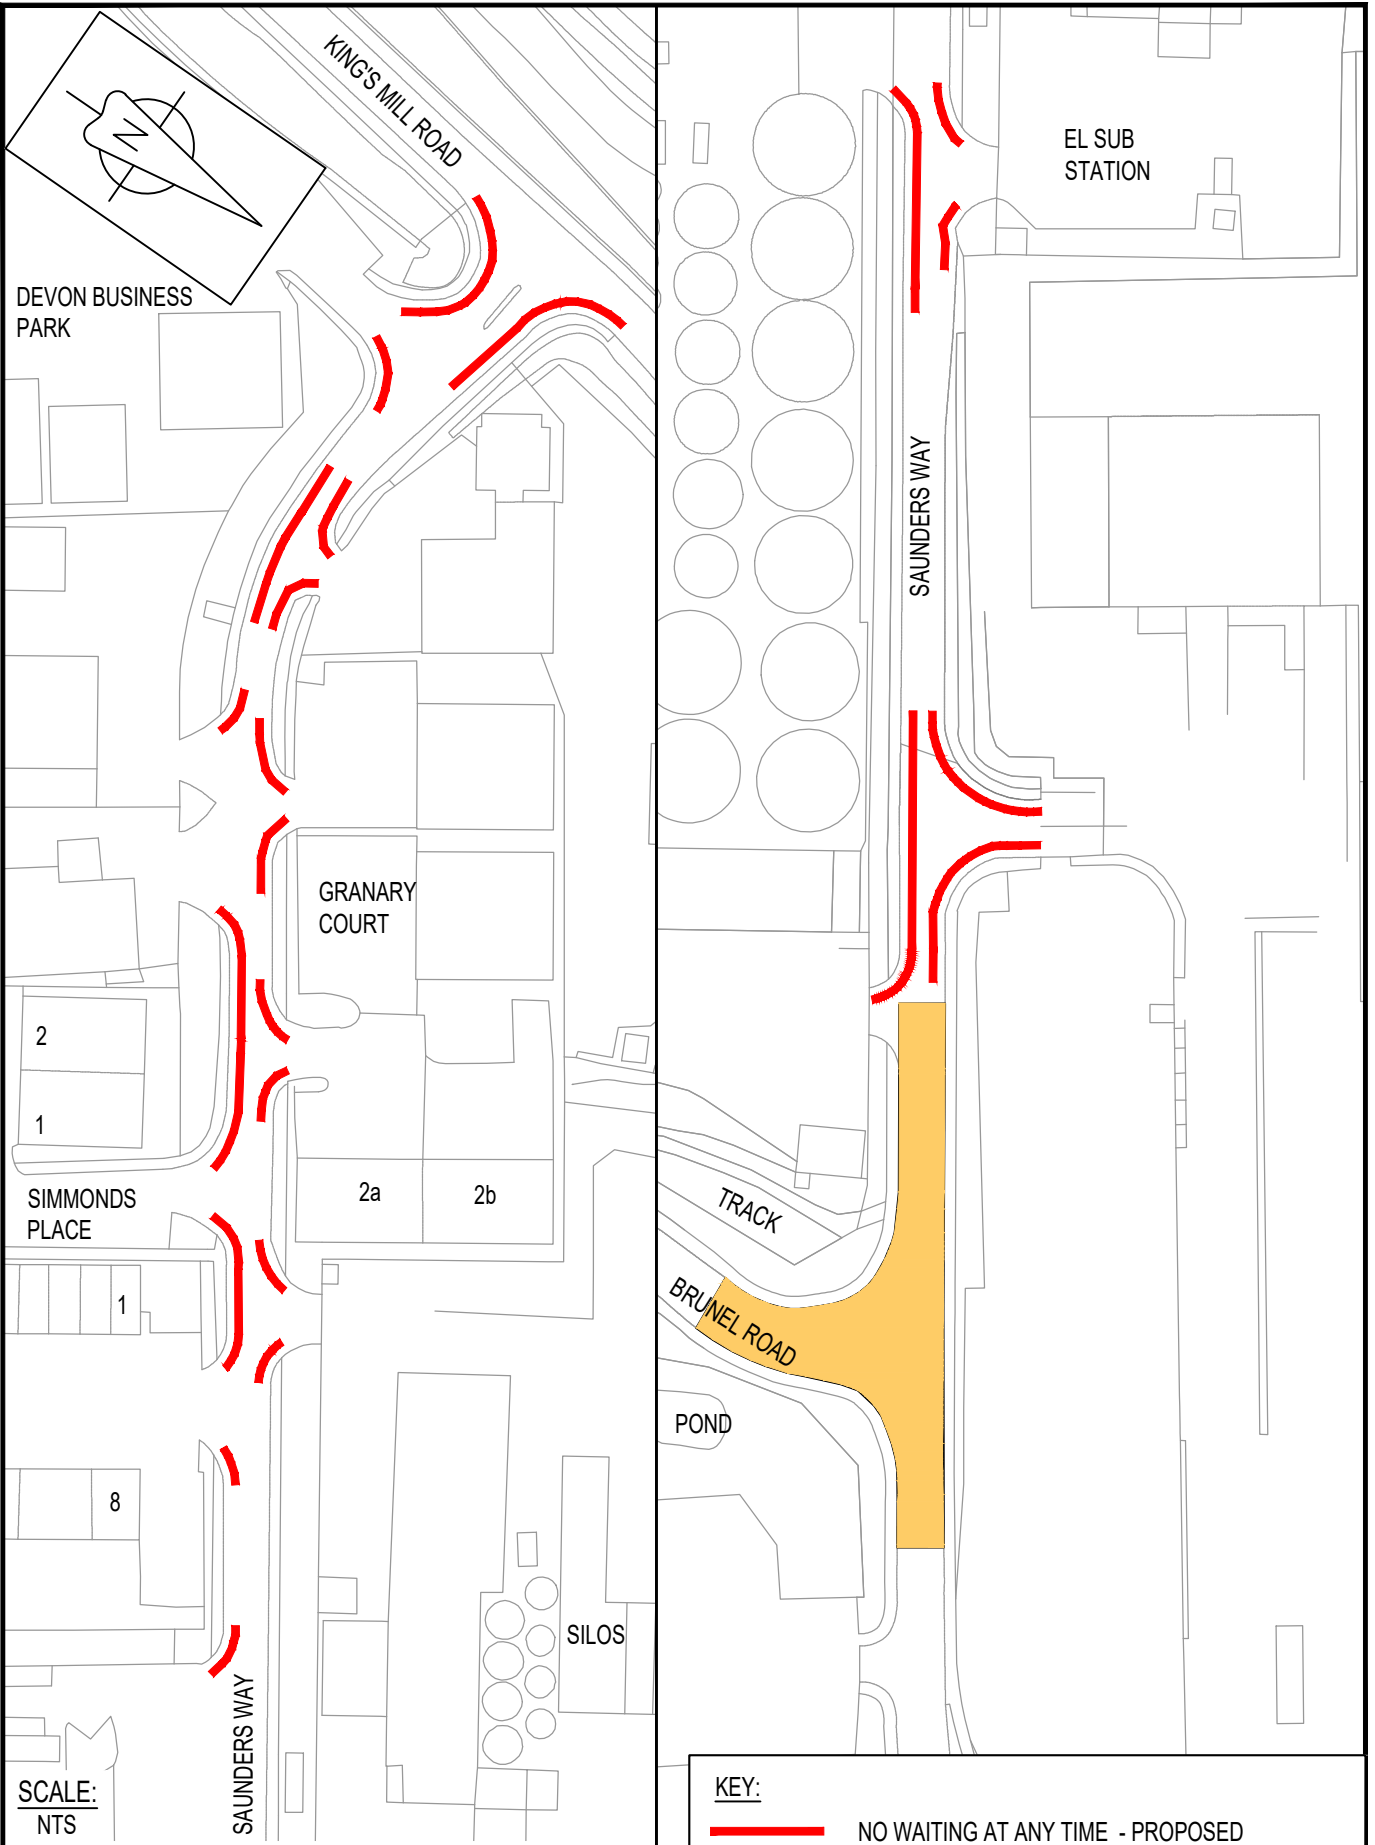 KING'S MILL ROAD
N
DEVON BUSINESS
PARK
GRANARY
COURT
2
1
2a
2b
SIMMONDS
PLACE
1
8
SILOS
SAUNDERS WAY
SCALE:
NTS
EL SUB
STATION
SAUNDERS WAY
TRACK
BRUNEL ROAD
POND
KEY:
NO WAITING AT ANY TIME - PROPOSED